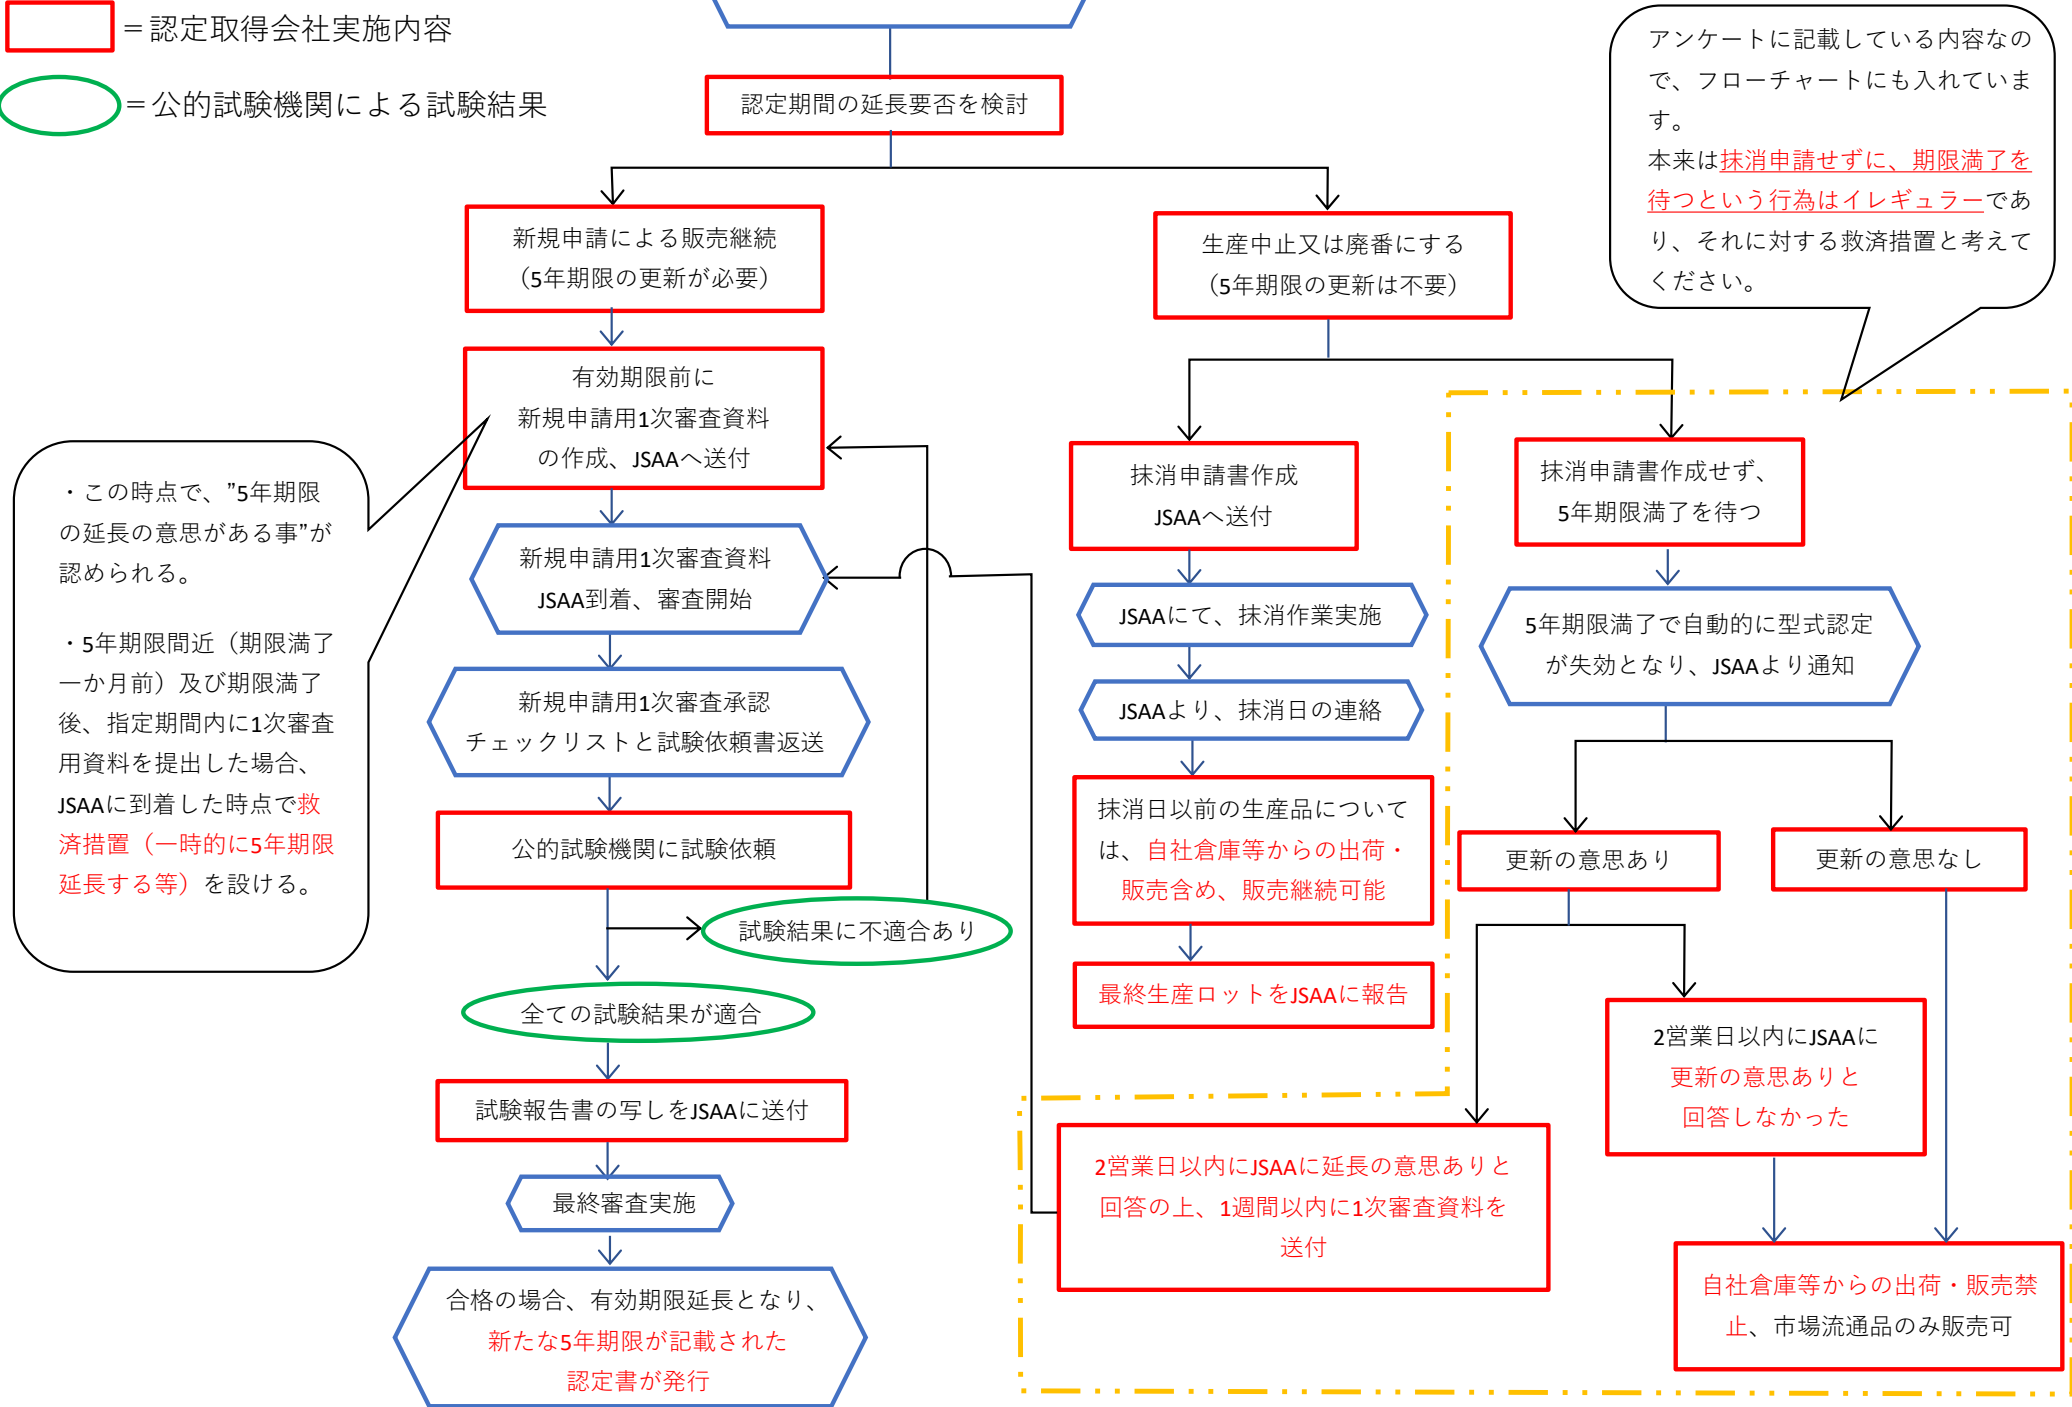 ＝認定取得会社実施内容
＝公的試験機関による試験結果
認定期間の延長要否を検討
アンケートに記載している内容なの
で、フローチャートにも入れていま
す。
本来は抹消申請せずに、期限満了を
待つという行為はイレギュラーであ
り、それに対する救済措置と考えて
ください。
新規申請による販売継続
（5年期限の更新が必要）
生産中止又は廃番にする
（5年期限の更新は不要）
有効期限前に
新規申請用1次審査資料
の作成、JSAAへ送付
・この時点で、”5年期限
の延長の意思がある事”が
認められる。
・5年期限間近（期限満了
一か月前）及び期限満了
後、指定期間内に1次審査
用資料を提出した場合、
JSAAに到着した時点で救
済措置（一時的に5年期限
延長する等）を設ける。
新規申請用1次審査資料
JSAA到着、審査開始
新規申請用1次審査承認
チェックリストと試験依頼書返送
公的試験機関に試験依頼
試験結果に不適合あり
全ての試験結果が適合
試験報告書の写しをJSAAに送付
最終審査実施
合格の場合、有効期限延長となり、
新たな5年期限が記載された
認定書が発行
抹消申請書作成
JSAAへ送付
JSAAにて、抹消作業実施
JSAAより、抹消日の連絡
抹消日以前の生産品について
は、自社倉庫等からの出荷・
販売含め、販売継続可能
最終生産ロットをJSAAに報告
抹消申請書作成せず、
5年期限満了を待つ
5年期限満了で自動的に型式認定
が失効となり、JSAAより通知
更新の意思あり
更新の意思なし
2営業日以内にJSAAに
更新の意思ありと
回答しなかった
2営業日以内にJSAAに延長の意思ありと
回答の上、1週間以内に1次審査資料を
送付
自社倉庫等からの出荷・販売禁
止、市場流通品のみ販売可